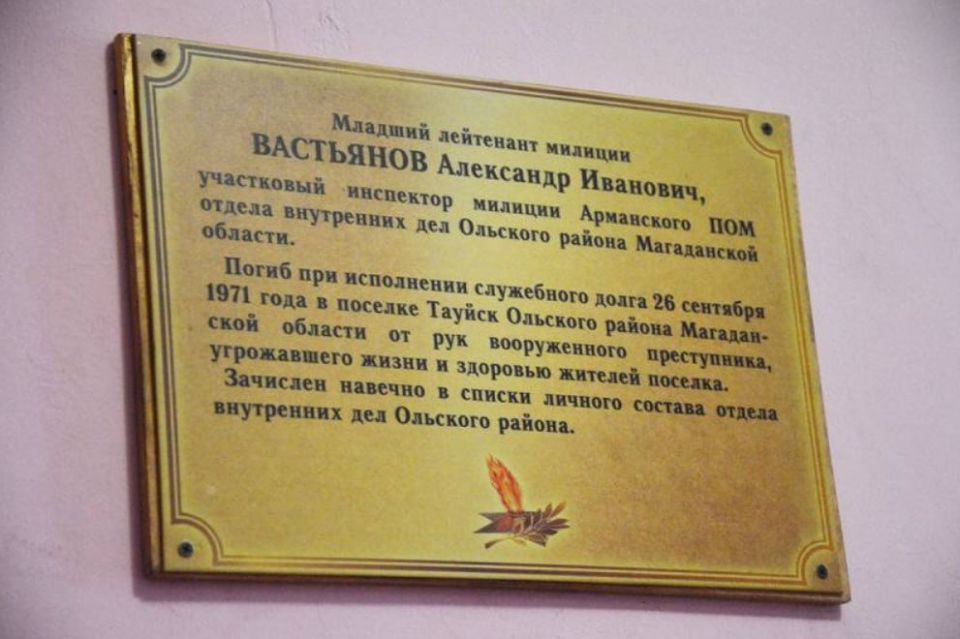 Младший лейтенант милиции
ВАСТЬЯНОВ Александр Иванович,
участковый инспектор милиции Арманского ПОМ
отдела внутренних дел Ольского района Магаданской
области.
Погиб при исполнении служебного долга 26 сентября
1971 года в поселке Тауйск Ольского района Магадан-
ской области от рук вооруженного преступника,
угрожавшего жизни и здоровью жителей поселка.
Зачислен навечно в списки личного состава отдела
внутренних дел Ольского района.